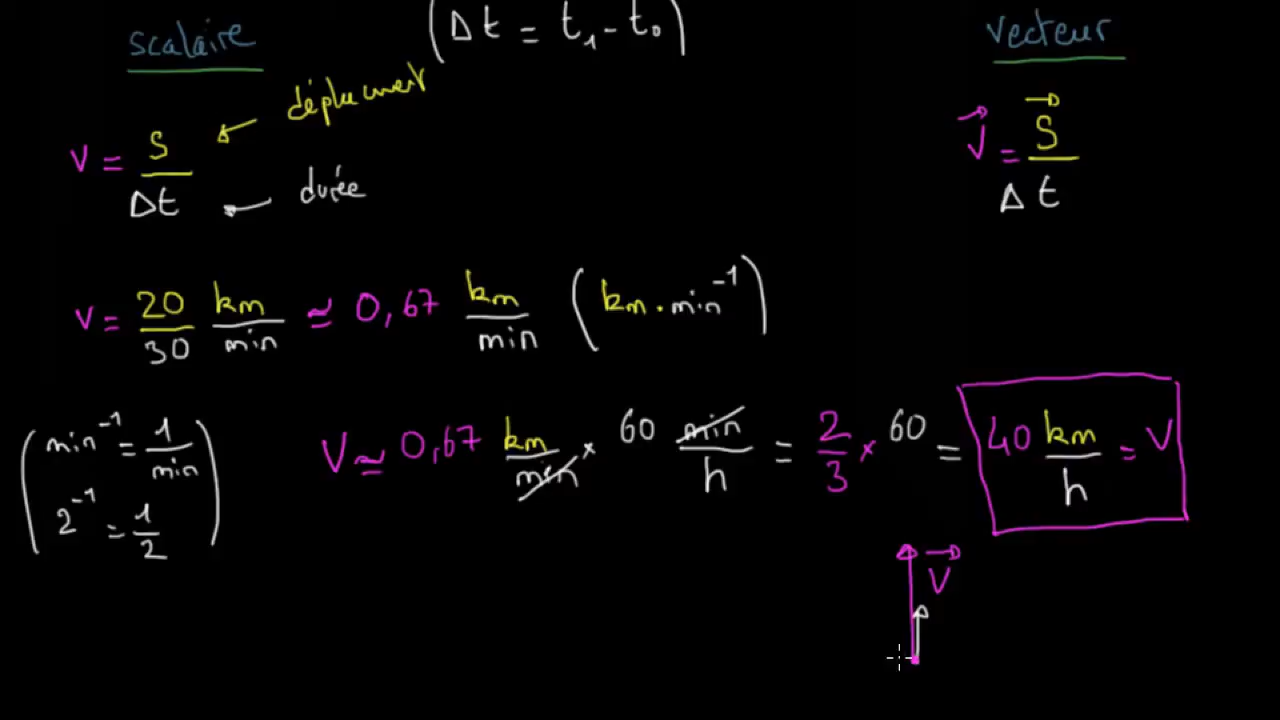 scalaire
(Δt = t₁ - t₀)
Vecteur
v = S / Δt
déplacement
durée
V⃗ = S⃗ / Δt
v = 20/30 km/min ≃ 0,67 km/min (km . min⁻¹)
(min⁻¹ = 1/min
2⁻¹ = 1/2)
V ≃ 0,67 km/min × 60 min/h = 2/3 × 60 = 40 km/h = V
V⃗